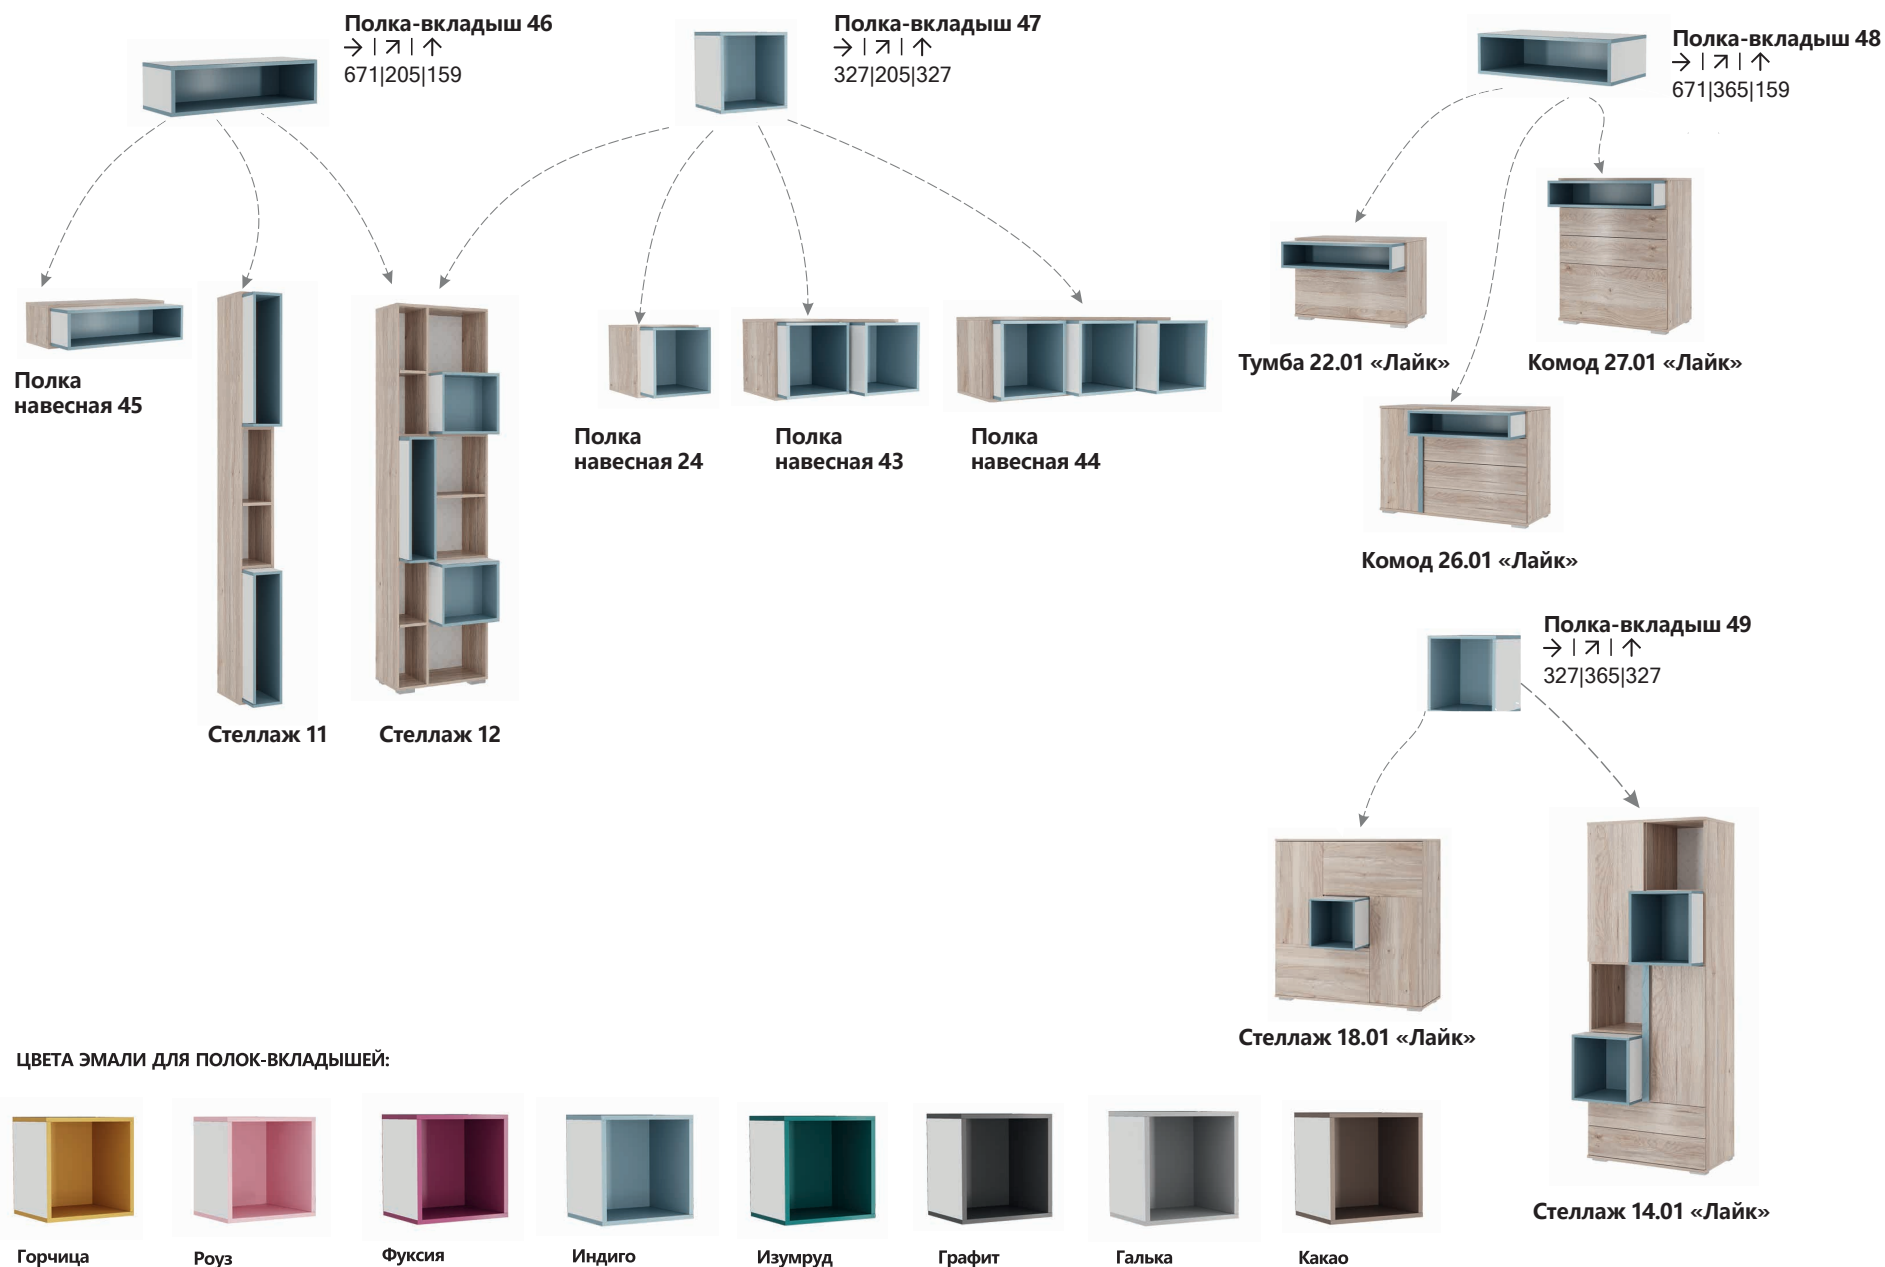 Полка-вкладыш 46
→ | ↗ | ↑
671|205|159
Полка-вкладыш 47
→ | ↗ | ↑
327|205|327
Полка-вкладыш 48
→ | ↗ | ↑
671|365|159
Полка
навесная 45
Стеллаж 11
Стеллаж 12
Полка
навесная 24
Полка
навесная 43
Полка
навесная 44
Тумба 22.01 «Лайк»
Комод 27.01 «Лайк»
Комод 26.01 «Лайк»
Полка-вкладыш 49
→ | ↗ | ↑
327|365|327
Стеллаж 18.01 «Лайк»
Стеллаж 14.01 «Лайк»
ЦВЕТА ЭМАЛИ ДЛЯ ПОЛОК-ВКЛАДЫШЕЙ:
Горчица
Роуз
Фуксия
Индиго
Изумруд
Графит
Галька
Какао